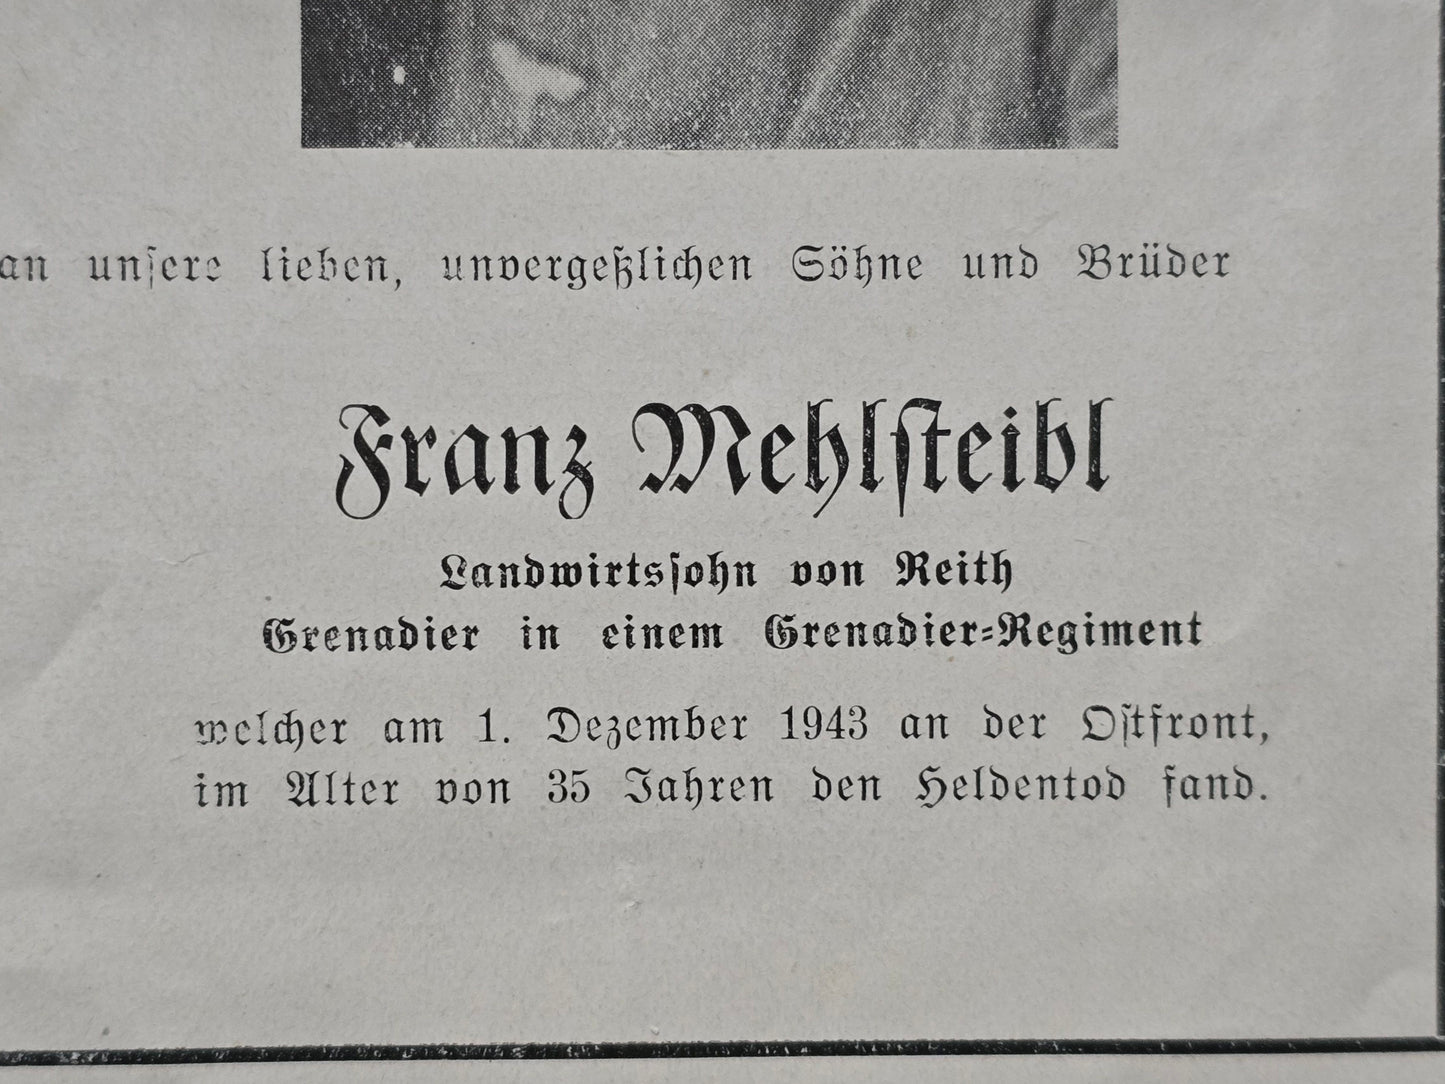 an unsere lieben, unvergeßlichen Söhne und Brüder
Franz Mehlsteibl
Landwirtssohn von Reith
Grenadier in einem Grenadier-Regiment
welcher am 1. Dezember 1943 an der Ostfront,
im Alter von 35 Jahren den Heldentod fand.